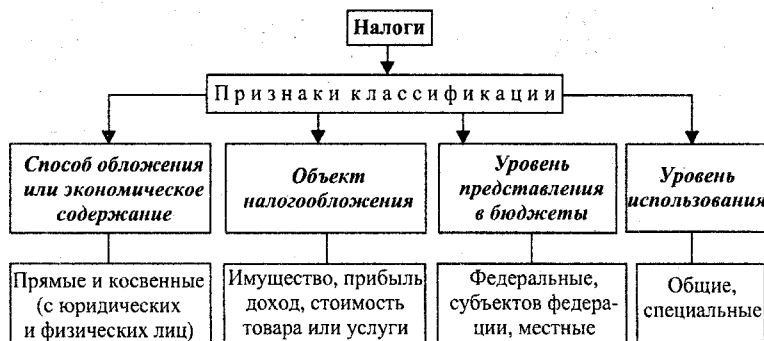 Налоги
Признаки классификации
Способ обложения
или экономическое
содержание
Объект
налогообложения
Уровень
представления
в бюджеты
Уровень
использования
Прямые и косвенные
(с юридических
и физических лиц)
Имущество, прибыль
доход, стоимость
товара или услуги
Федеральные,
субъектов федера-
ции, местные
Общие,
специальные